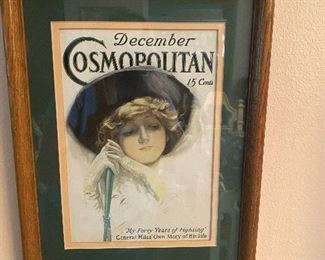 December
COSMOPOLITAN
15 Cents
"My Forty Years of Fighting"
General Miles' Own Story of His Life